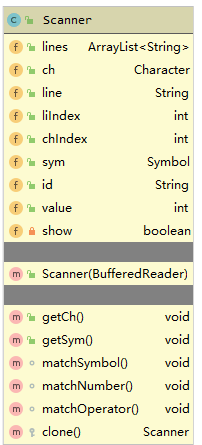 C Scanner
f lines ArrayList<String>
f ch Character
f line String
f liIndex int
f chIndex int
f sym Symbol
f id String
f value int
f show boolean
m Scanner(BufferedReader)
m getCh() void
m getSym() void
m matchSymbol() void
m matchNumber() void
m matchOperator() void
m clone() Scanner